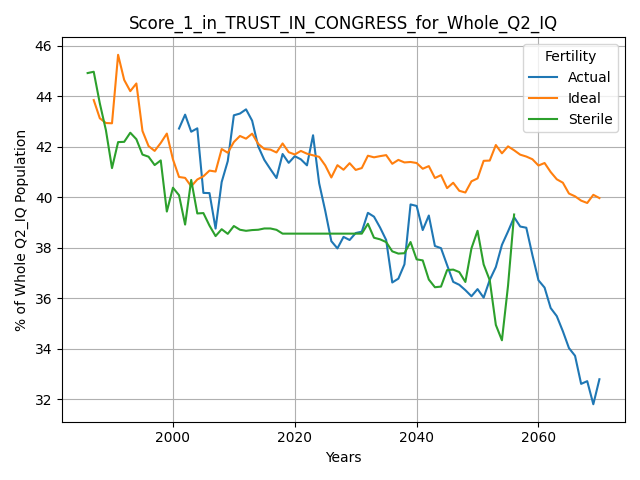 Score_1_in_TRUST_IN_CONGRESS_for_Whole_Q2_IQ
46
44
42
40
38
36
34
32
% of Whole Q2_IQ Population
Fertility
Actual
Ideal
Sterile
2000
2020
2040
2060
Years